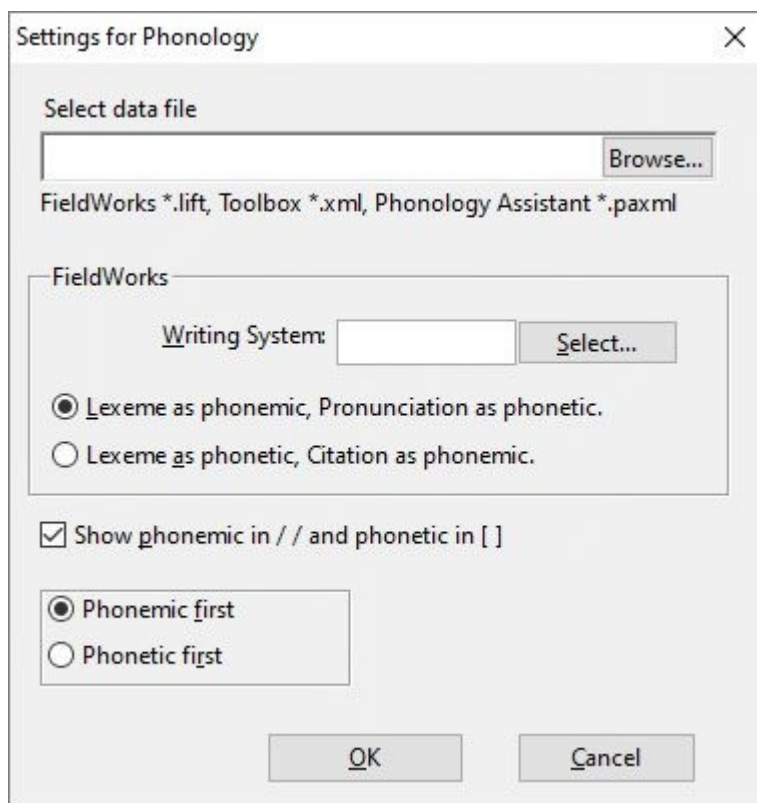 Settings for Phonology
Select data file
Browse...
FieldWorks *.lift, Toolbox *.xml, Phonology Assistant *.paxml
FieldWorks
Writing System:
Select...
Lexeme as phonemic, Pronunciation as phonetic.
Lexeme as phonetic, Citation as phonemic.
Show phonemic in / / and phonetic in [ ]
Phonemic first
Phonetic first
OK
Cancel